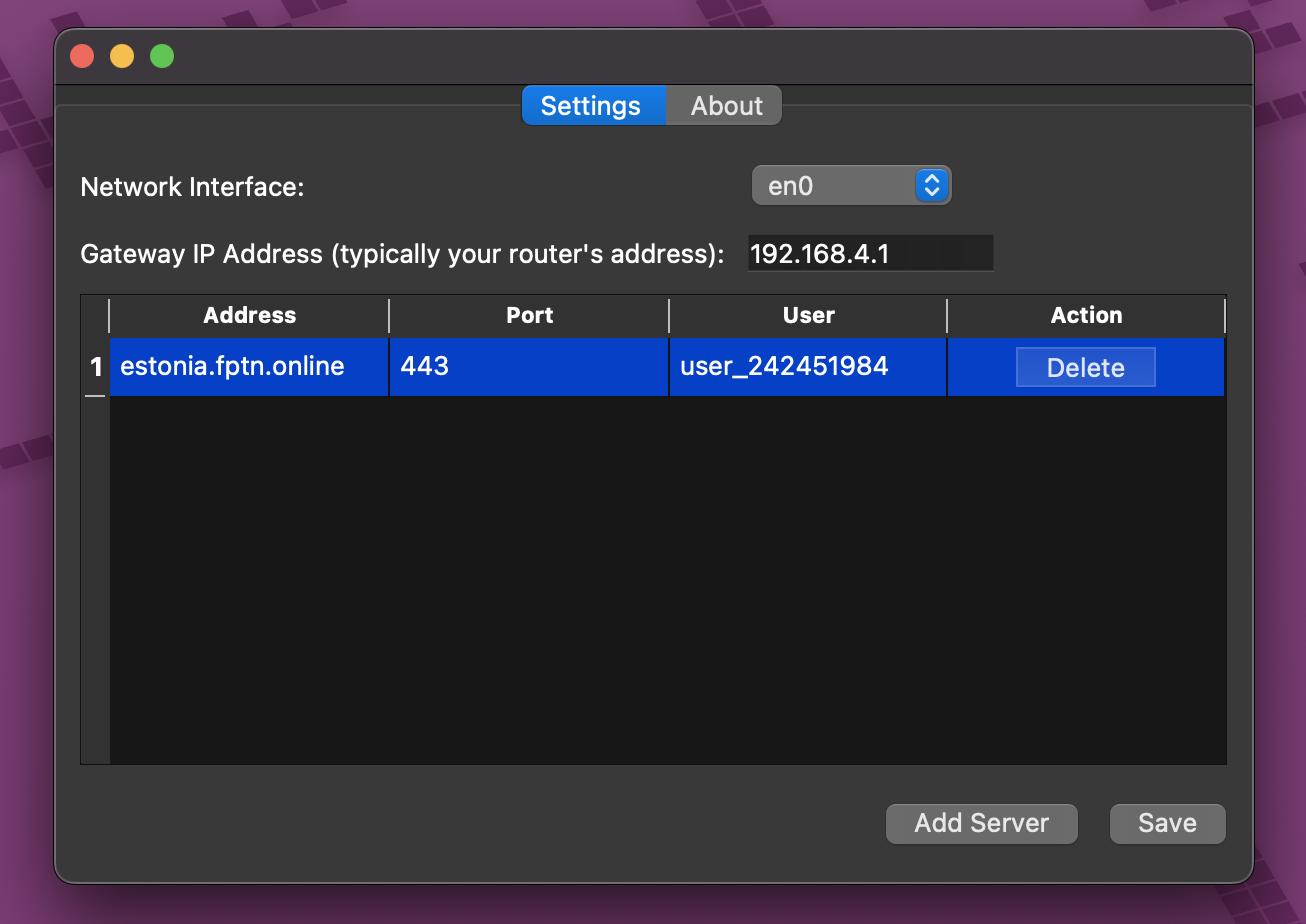 Settings About
Network Interface: en0
Gateway IP Address (typically your router's address): 192.168.4.1
Address Port User Action
1 estonia.fptn.online 443 user_242451984 Delete
Add Server Save